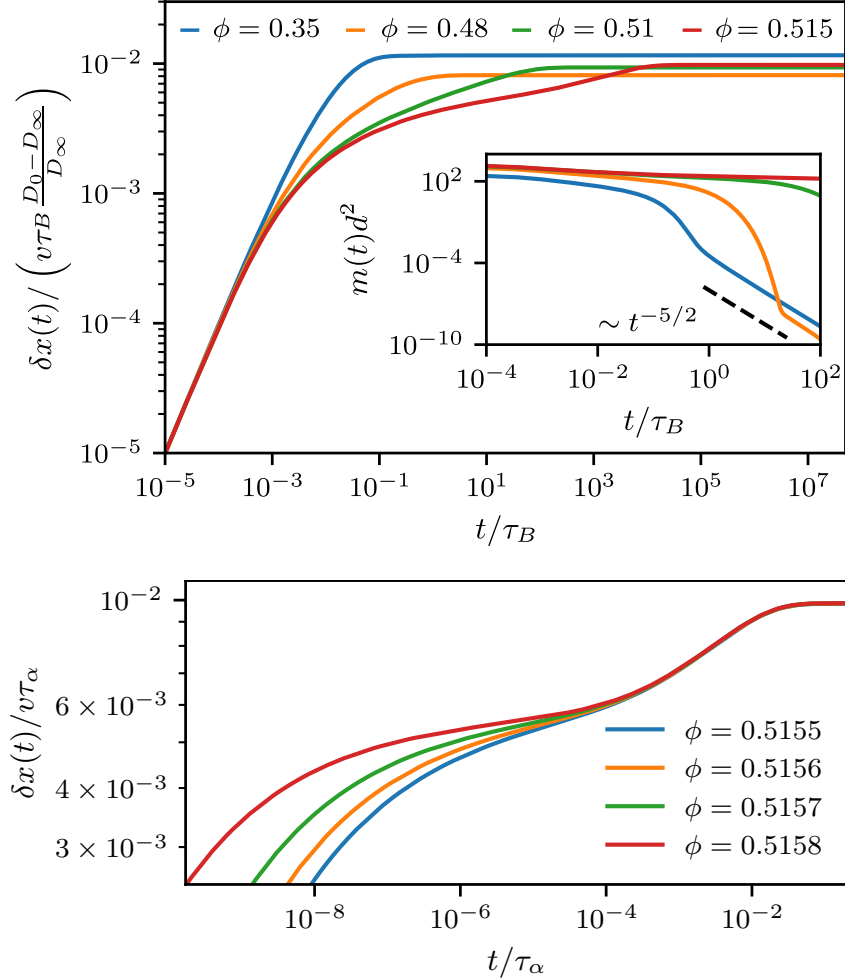 ϕ = 0.35 ϕ = 0.48 ϕ = 0.51 ϕ = 0.515
δx(t)/(vτ_B (D_0−D_∞)/D_∞)
10^{-2}
10^{-3}
10^{-4}
10^{-5}
m(t)d^2
10^2
10^{-4}
10^{-10}
∼ t^{-5/2}
10^{-4} 10^{-2} 10^0 10^2
t/τ_B
10^{-5} 10^{-3} 10^{-1} 10^1 10^3 10^5 10^7
t/τ_B
δx(t)/vτ_α
10^{-2}
6 × 10^{-3}
4 × 10^{-3}
3 × 10^{-3}
ϕ = 0.5155
ϕ = 0.5156
ϕ = 0.5157
ϕ = 0.5158
10^{-8} 10^{-6} 10^{-4} 10^{-2}
t/τ_α